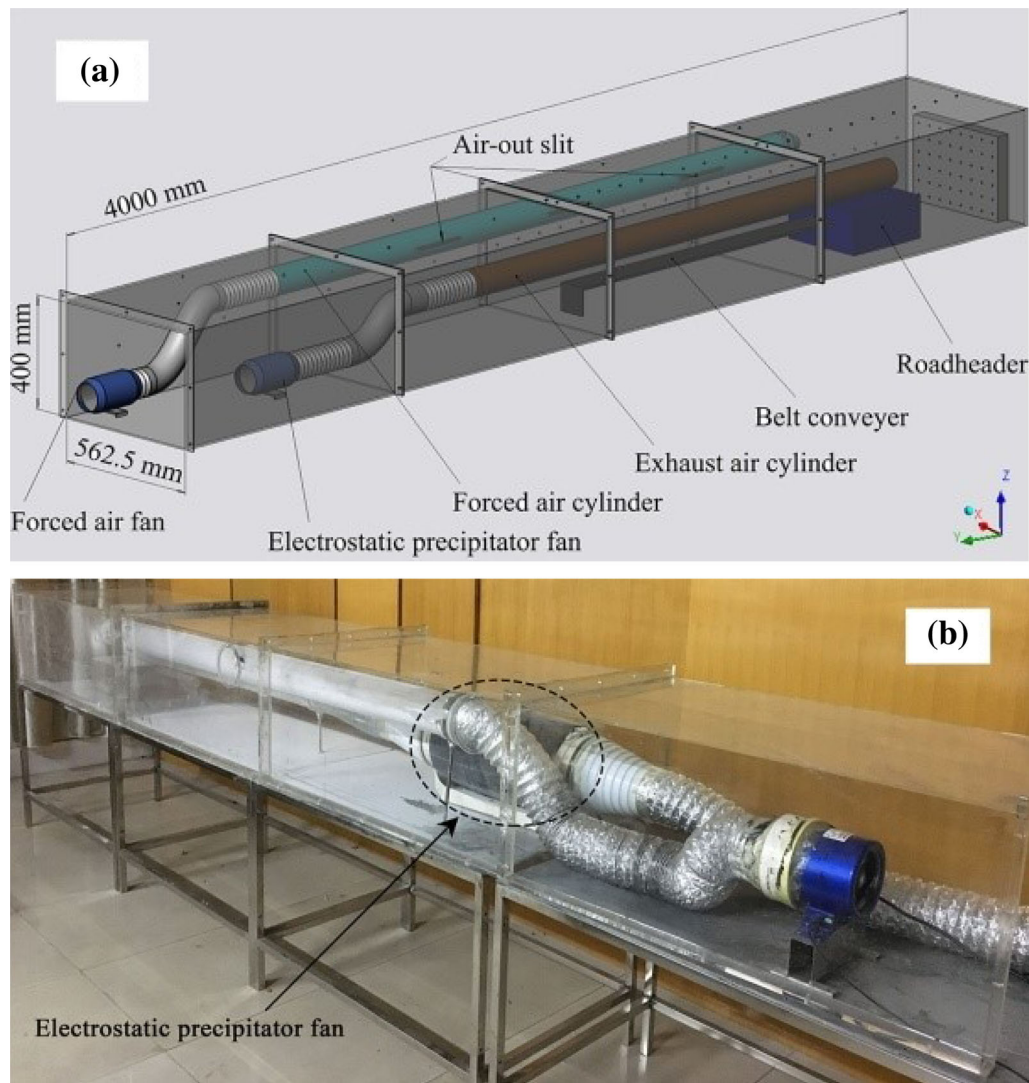 (a)
Air-out slit
4000 mm
400 mm
562.5 mm
Roadheader
Belt conveyer
Exhaust air cylinder
Forced air cylinder
Forced air fan
Electrostatic precipitator fan
Z
X
Y
(b)
Electrostatic precipitator fan